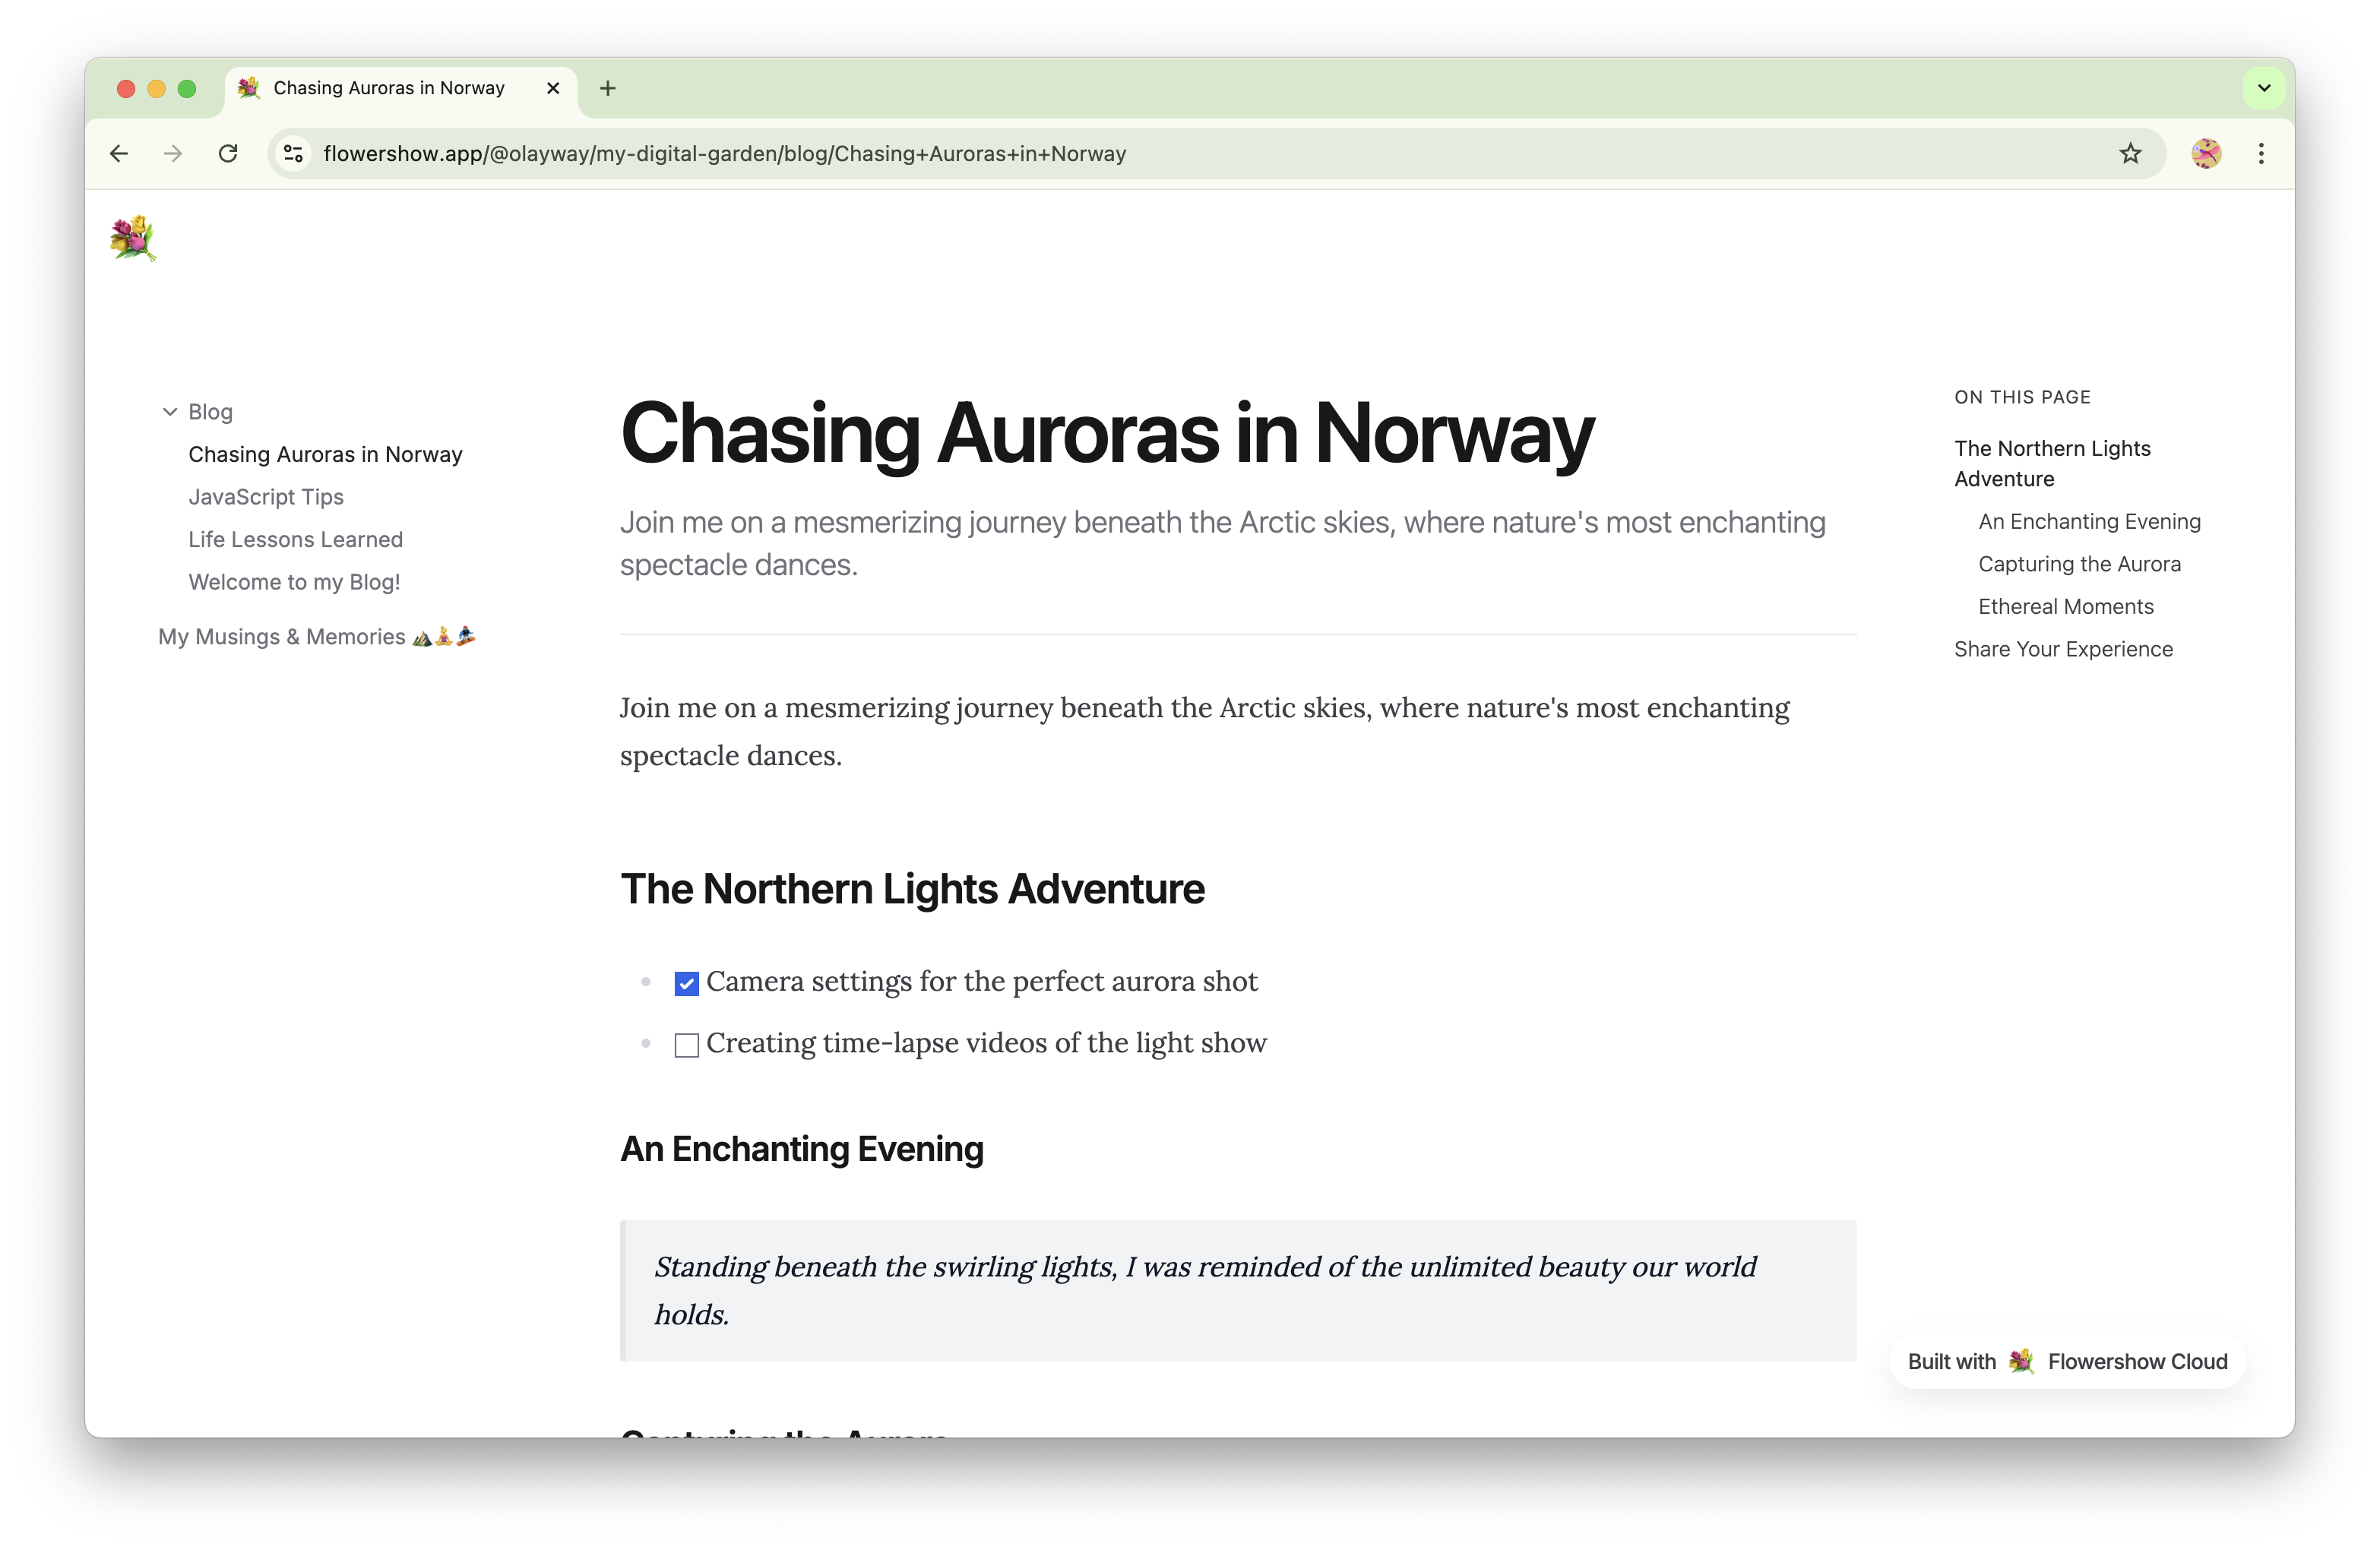 Chasing Auroras in Norway
flowershow.app/@olayway/my-digital-garden/blog/Chasing+Auroras+in+Norway
Blog
Chasing Auroras in Norway
JavaScript Tips
Life Lessons Learned
Welcome to my Blog!
My Musings & Memories ⛰️🧘‍♀️🏂
Chasing Auroras in Norway
Join me on a mesmerizing journey beneath the Arctic skies, where nature's most enchanting
spectacle dances.
Join me on a mesmerizing journey beneath the Arctic skies, where nature's most enchanting
spectacle dances.
The Northern Lights Adventure
Camera settings for the perfect aurora shot
Creating time-lapse videos of the light show
An Enchanting Evening
Standing beneath the swirling lights, I was reminded of the unlimited beauty our world
holds.
Capturing the Aurora
ON THIS PAGE
The Northern Lights
Adventure
An Enchanting Evening
Capturing the Aurora
Ethereal Moments
Share Your Experience
Built with Flowershow Cloud